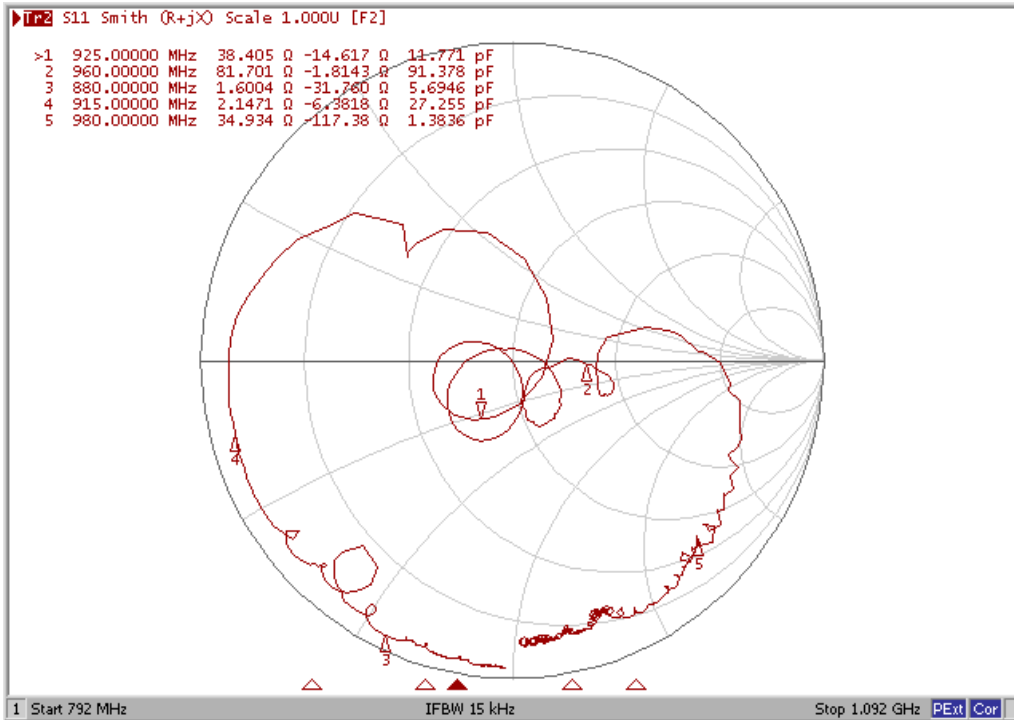 Tr2 S11 Smith (R+jX) Scale 1.000U [F2]
>1 925.00000 MHz 38.405 Ω -14.617 Ω 11.771 pF
2 960.00000 MHz 81.701 Ω -1.8143 Ω 91.378 pF
3 880.00000 MHz 1.6004 Ω -31.760 Ω 5.6946 pF
4 915.00000 MHz 2.1471 Ω -6.3818 Ω 27.255 pF
5 980.00000 MHz 34.934 Ω -117.38 Ω 1.3836 pF
1
2
4
5
3
1 Start 792 MHz IFBW 15 kHz Stop 1.092 GHz PExt Cor